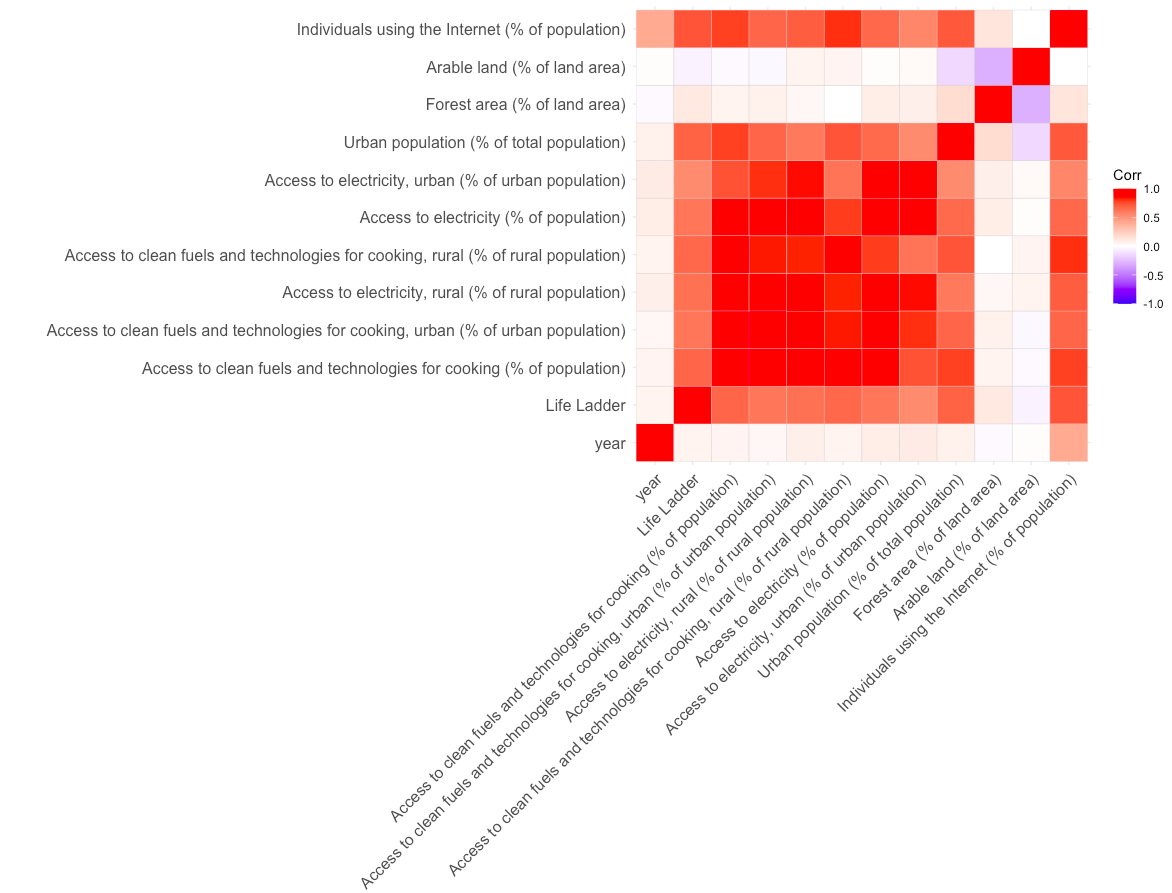 Individuals using the Internet (% of population)
Arable land (% of land area)
Forest area (% of land area)
Urban population (% of total population)
Access to electricity, urban (% of urban population)
Access to electricity (% of population)
Access to clean fuels and technologies for cooking, rural (% of rural population)
Access to electricity, rural (% of rural population)
Access to clean fuels and technologies for cooking, urban (% of urban population)
Access to clean fuels and technologies for cooking (% of population)
Life Ladder
year
Corr
1.0
0.5
0.0
-0.5
-1.0
year
Life Ladder
Access to clean fuels and technologies for cooking (% of population)
Access to clean fuels and technologies for cooking, urban (% of urban population)
Access to electricity, rural (% of rural population)
Access to clean fuels and technologies for cooking, rural (% of rural population)
Access to electricity (% of population)
Access to electricity, urban (% of urban population)
Urban population (% of total population)
Forest area (% of land area)
Arable land (% of land area)
Individuals using the Internet (% of population)